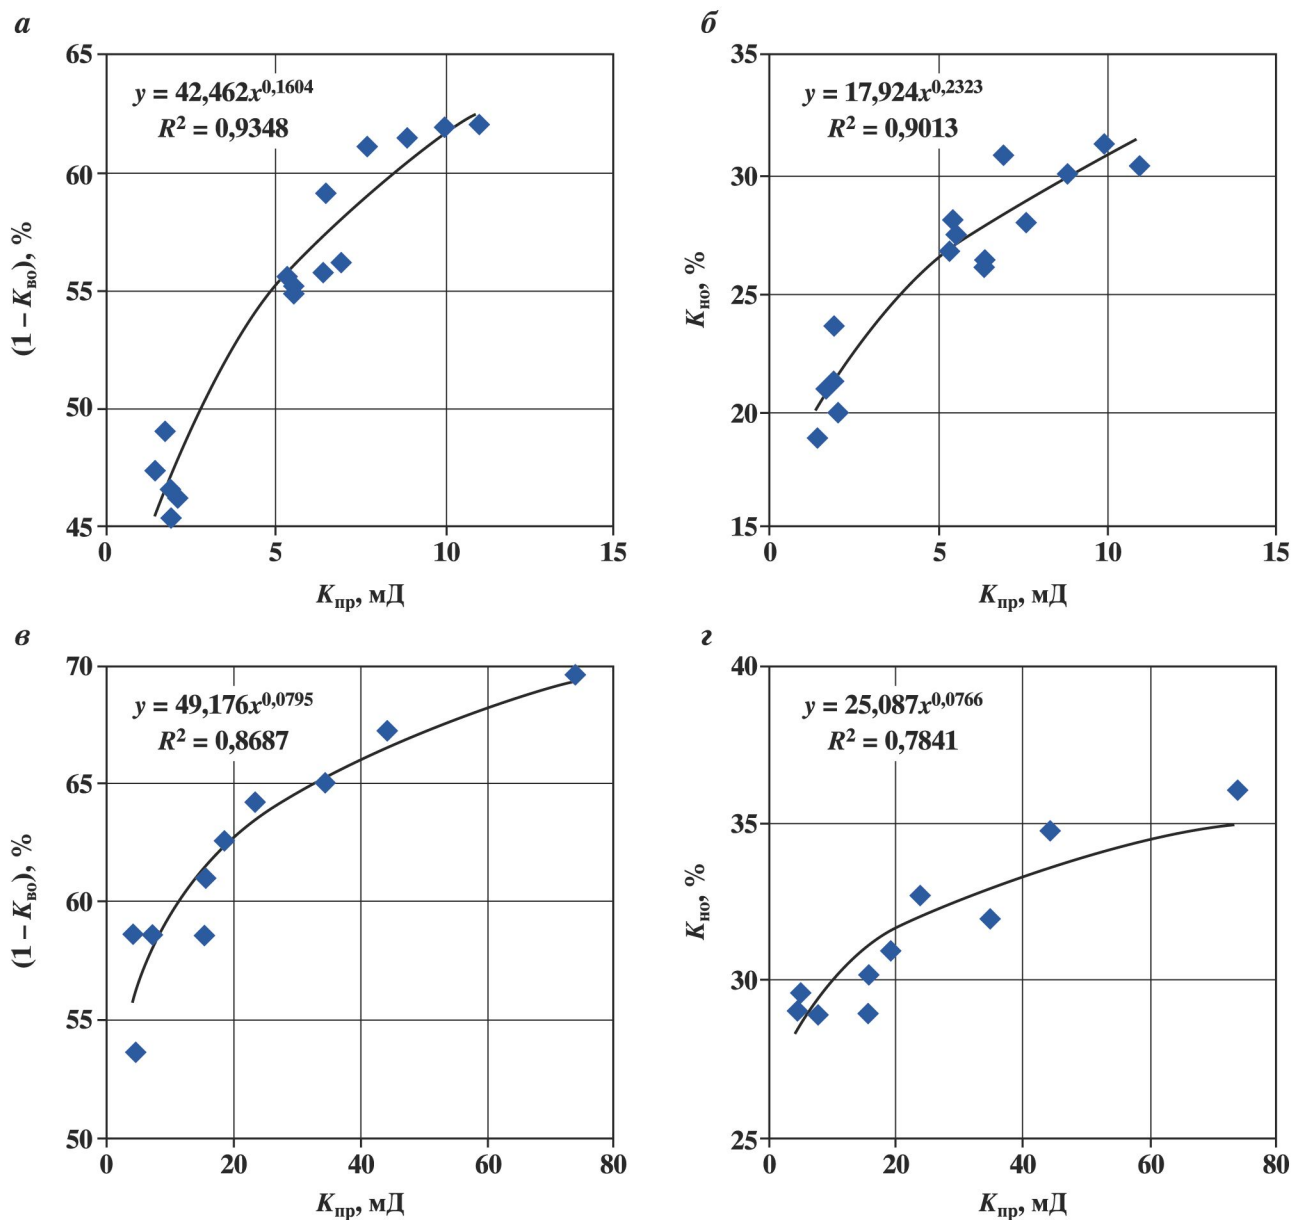 а
y = 42,462x^0,1604
R² = 0,9348
(1 – Kво), %
65
60
55
50
45
0 5 10 15
Kпр, мД
б
y = 17,924x^0,2323
R² = 0,9013
Kно, %
35
30
25
20
15
0 5 10 15
Kпр, мД
в
y = 49,176x^0,0795
R² = 0,8687
(1 – Kво), %
70
65
60
55
50
0 20 40 60 80
Kпр, мД
г
y = 25,087x^0,0766
R² = 0,7841
Kно, %
40
35
30
25
0 20 40 60 80
Kпр, мД